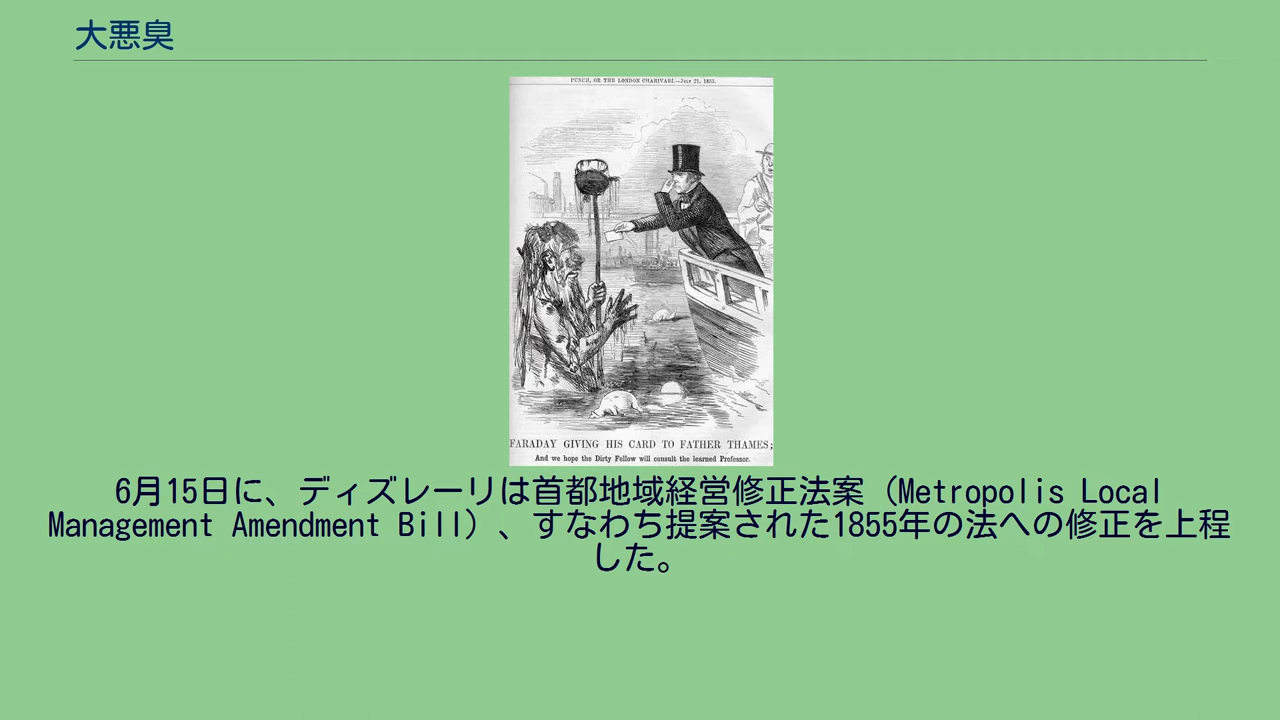 大悪臭
PUNCH, OR THE LONDON CHARIVARI.—July 21, 1855.
FARADAY GIVING HIS CARD TO FATHER THAMES;
And we hope the Dirty Fellow will consult the learned Professor.
6月15日に、ディズレーリは首都地域経営修正法案（Metropolis Local
Management Amendment Bill）、すなわち提案された1855年の法への修正を上程
した。